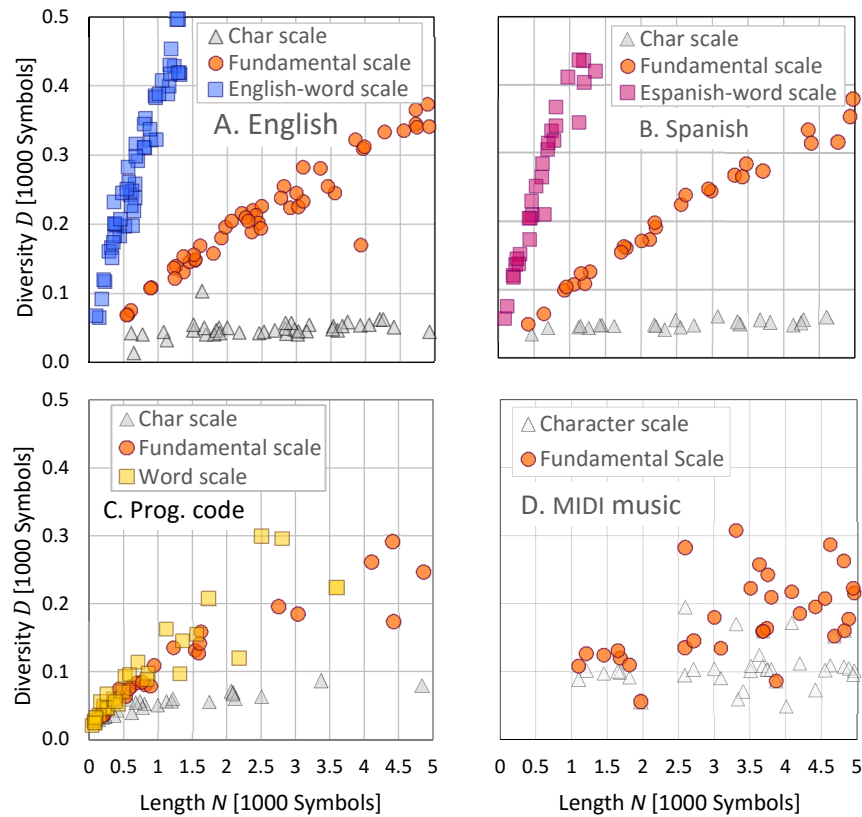 0.5
0.4
0.3
0.2
0.1
0.0
Diversity D [1000 Symbols]
Char scale
Fundamental scale
English-word scale
A. English
Char scale
Fundamental scale
Espanish-word scale
B. Spanish
0.5
0.4
0.3
0.2
0.1
0.0
Diversity D [1000 Symbols]
Char scale
Fundamental scale
Word scale
C. Prog. code
Character scale
Fundamental Scale
D. MIDI music
0 0.5 1 1.5 2 2.5 3 3.5 4 4.5 5
Length N [1000 Symbols]
0 0.5 1 1.5 2 2.5 3 3.5 4 4.5 5
Length N [1000 Symbols]